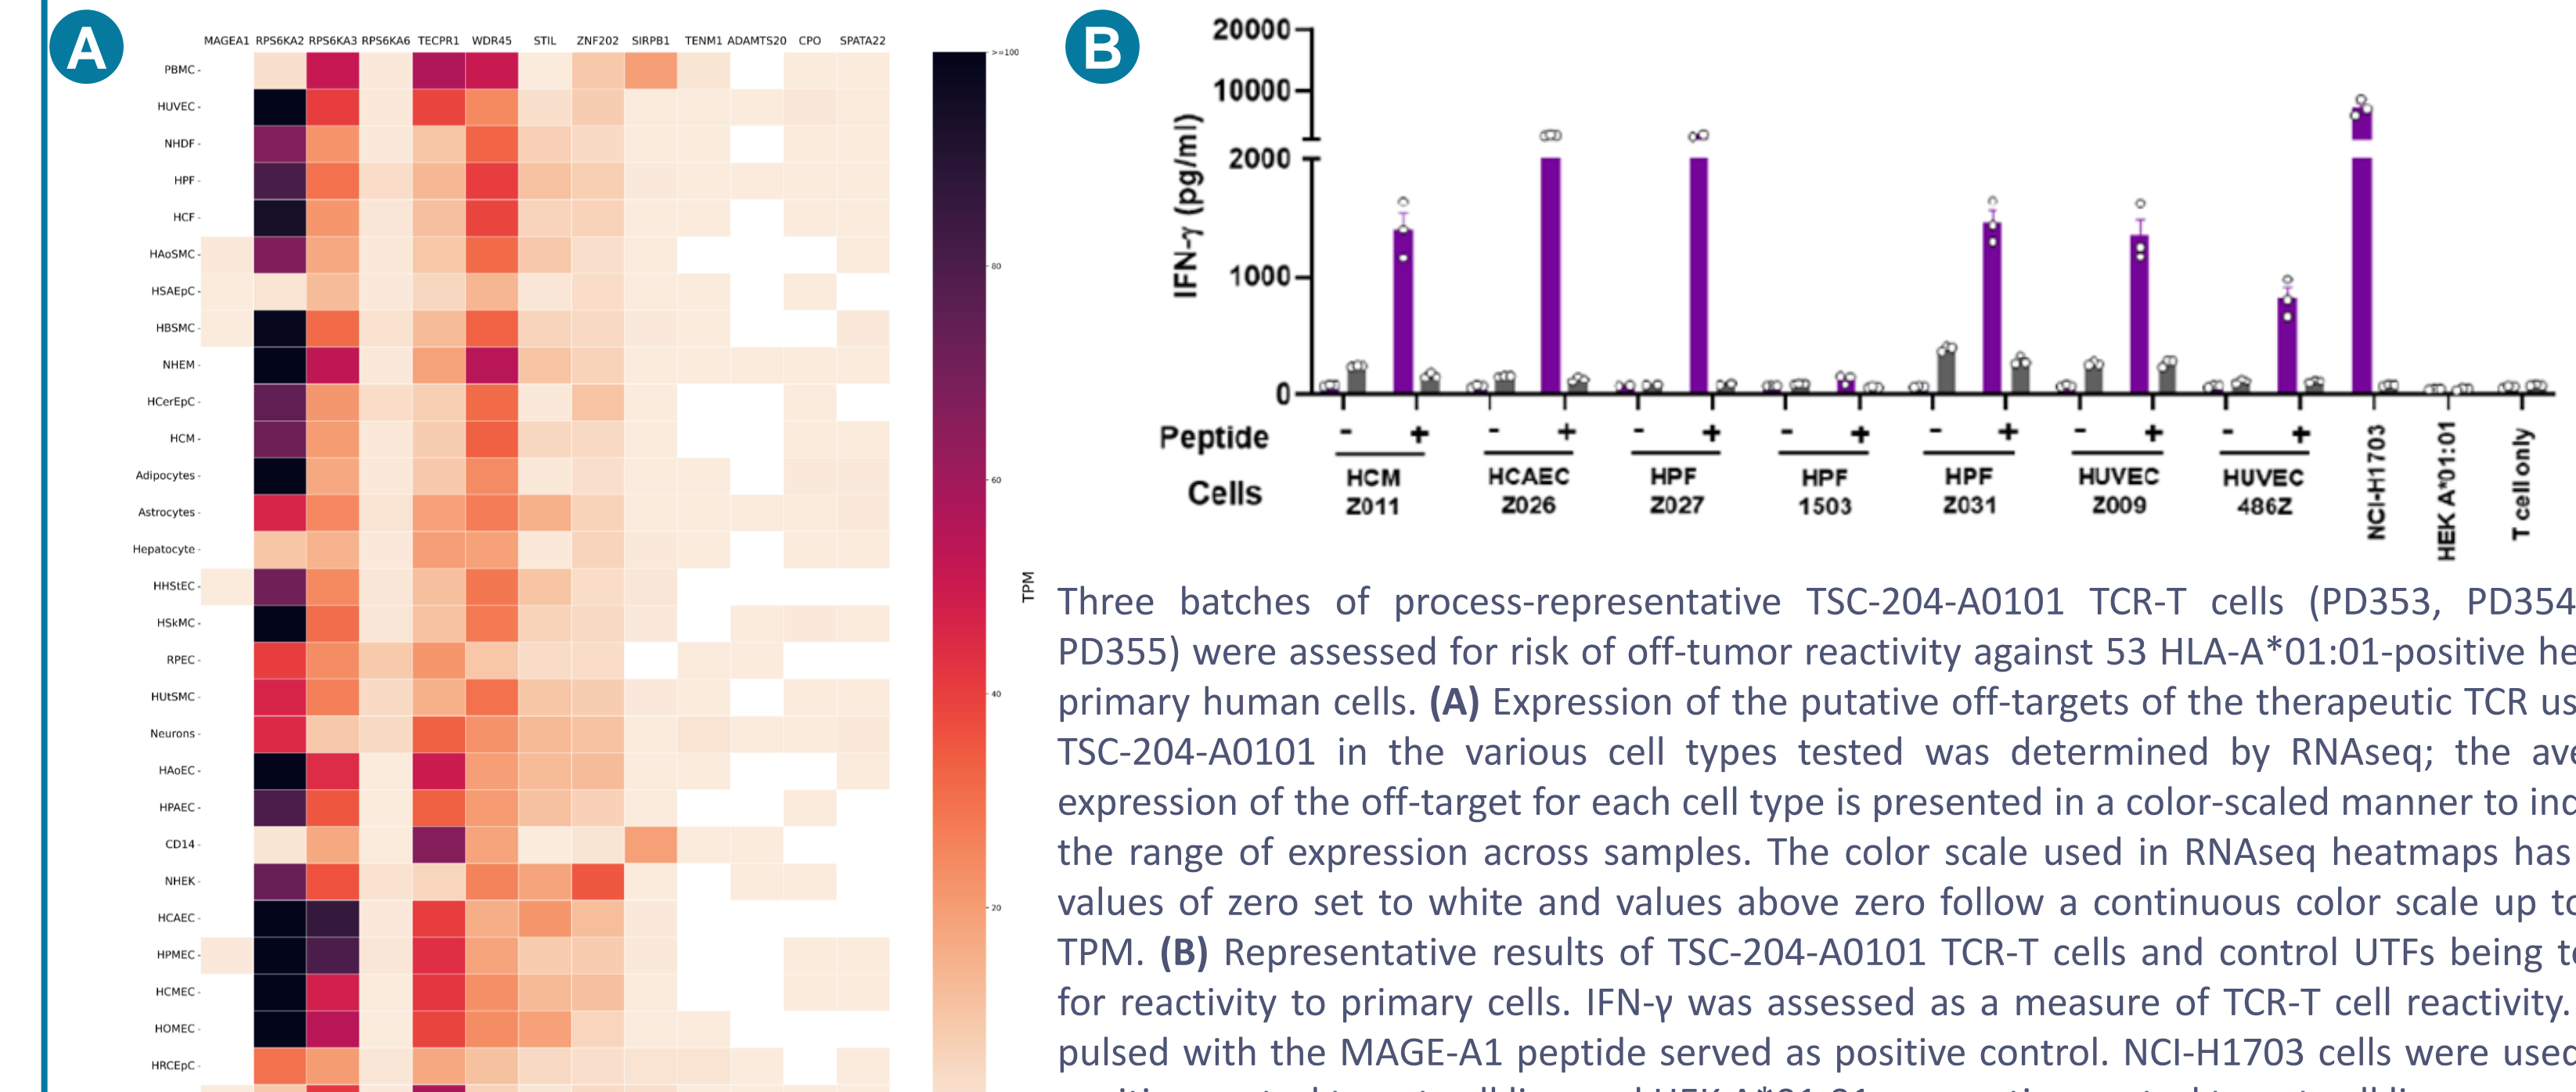 A
MAGEA1 RPS6KA2 RPS6KA3 RPS6KA6 TECPR1 WDR45 STIL ZNF202 SIRPB1 TENM1 ADAMTS20 CPO SPATA22
PBMC
HUVEC
NHDF
HPF
HCF
HAoSMC
HSAEpC
HBSMC
NHEM
HCerEpC
HCM
Adipocytes
Astrocytes
Hepatocyte
HHStEC
HSkMC
RPEC
HUtSMC
Neurons
HAoEC
HPAEC
CD14
NHEK
HCAEC
HPMEC
HCMEC
HOMEC
HRCEpC
>=100
80
60
40
20
TPM
B
IFN-γ (pg/ml)
20000
10000
2000
1000
0
Peptide - + - + - + - + - + - + - +
Cells
HCM Z011
HCAEC Z026
HPF Z027
HPF 1503
HPF Z031
HUVEC Z009
HUVEC 486Z
NCI-H1703
HEK A*01:01
T cell only
Three batches of process-representative TSC-204-A0101 TCR-T cells (PD353, PD354
PD355) were assessed for risk of off-tumor reactivity against 53 HLA-A*01:01-positive he
primary human cells. (A) Expression of the putative off-targets of the therapeutic TCR us
TSC-204-A0101 in the various cell types tested was determined by RNAseq; the ave
expression of the off-target for each cell type is presented in a color-scaled manner to ind
the range of expression across samples. The color scale used in RNAseq heatmaps has
values of zero set to white and values above zero follow a continuous color scale up to
TPM. (B) Representative results of TSC-204-A0101 TCR-T cells and control UTFs being te
for reactivity to primary cells. IFN-γ was assessed as a measure of TCR-T cell reactivity.
pulsed with the MAGE-A1 peptide served as positive control. NCI-H1703 cells were used